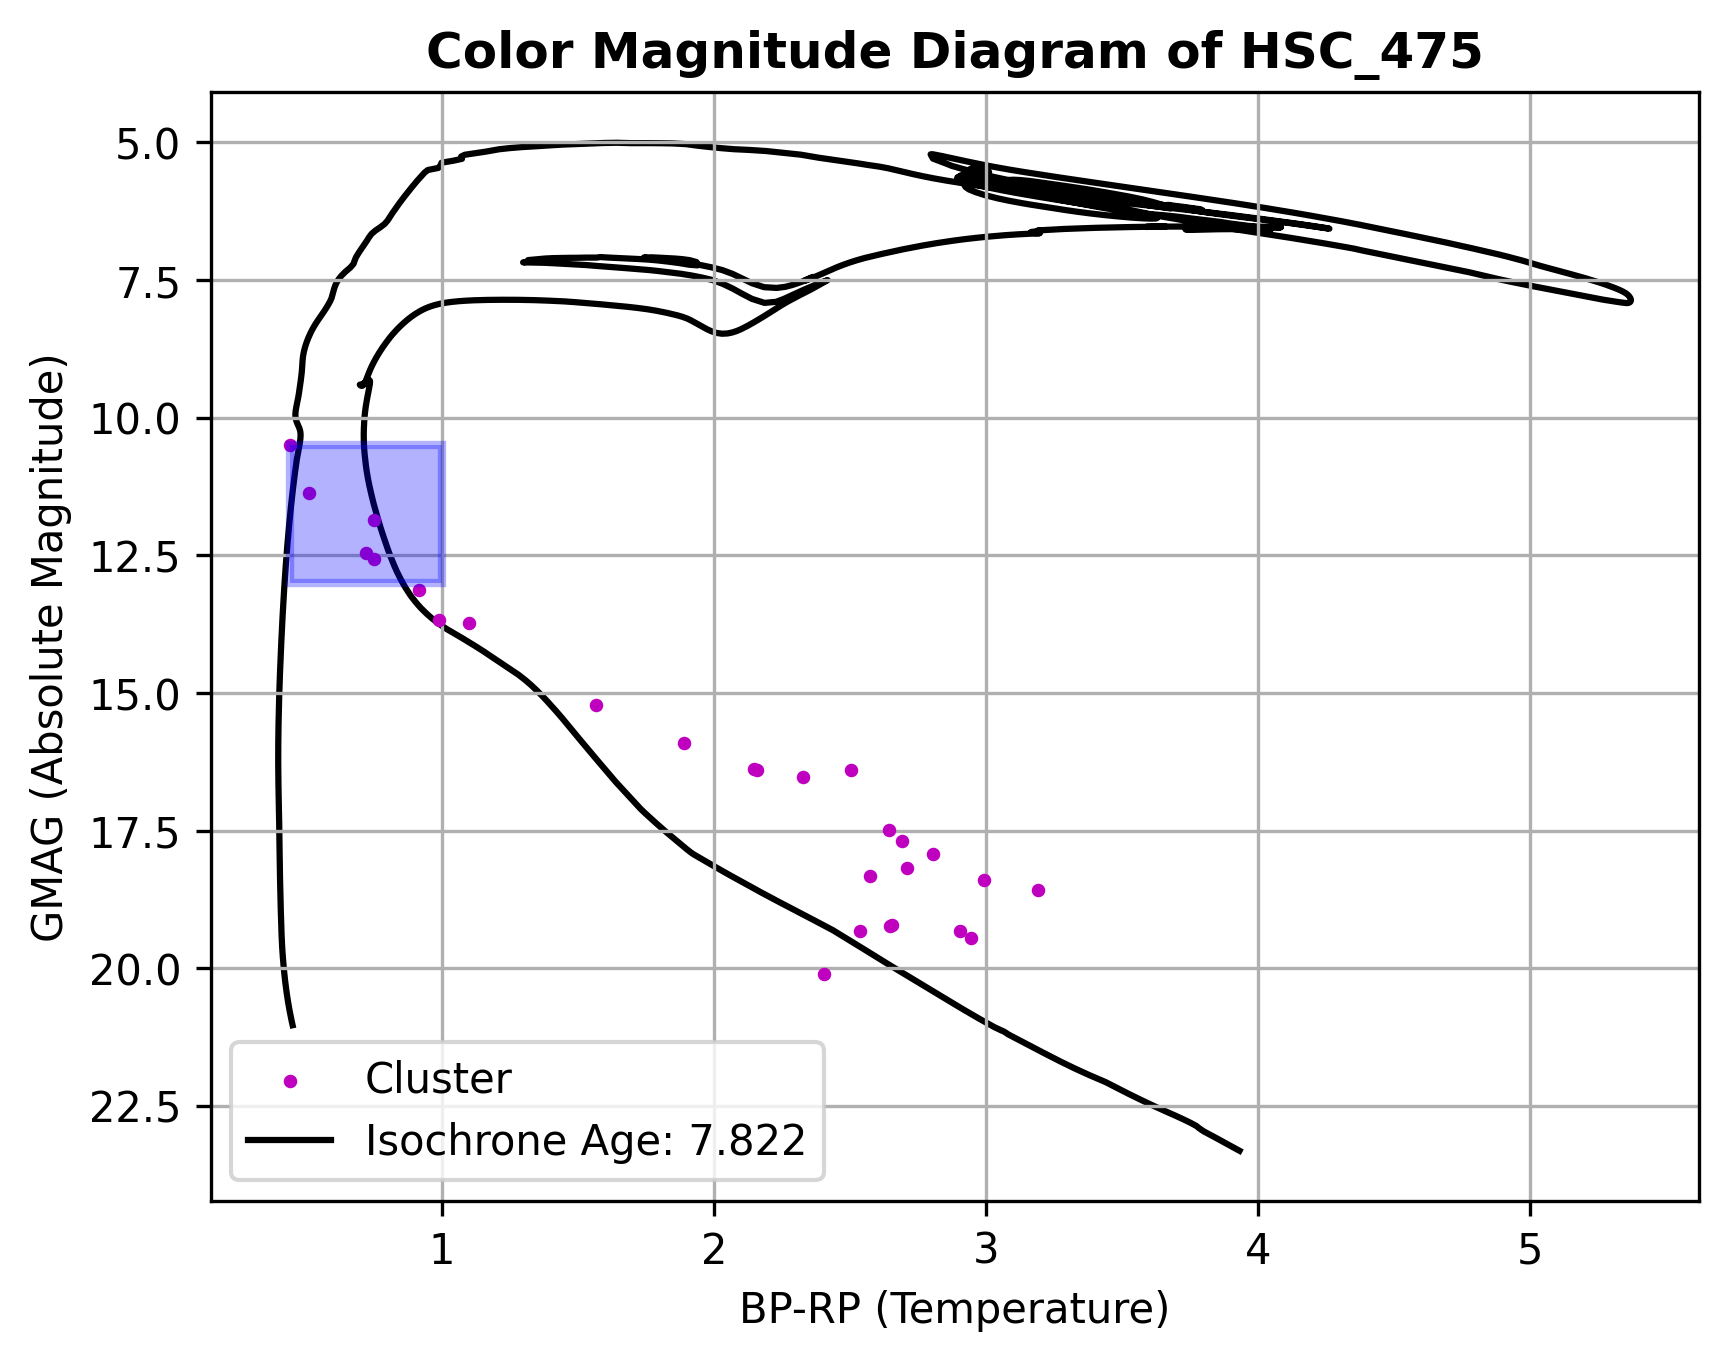 Color Magnitude Diagram of HSC_475
GMAG (Absolute Magnitude)
5.0
7.5
10.0
12.5
15.0
17.5
20.0
22.5
Cluster
Isochrone Age: 7.822
1 2 3 4 5
BP-RP (Temperature)